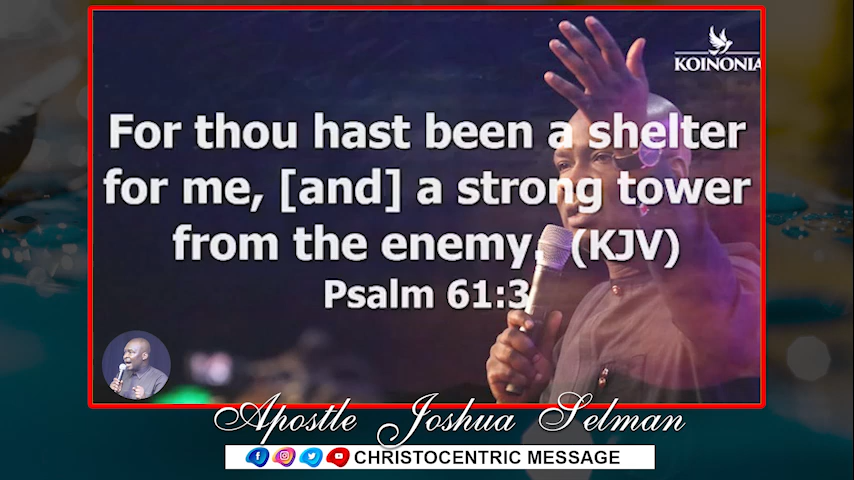 KOINONIA
For thou hast been a shelter
for me, [and] a strong tower
from the enemy. (KJV)
Psalm 61:3
Apostle Joshua Selman
CHRISTOCENTRIC MESSAGE